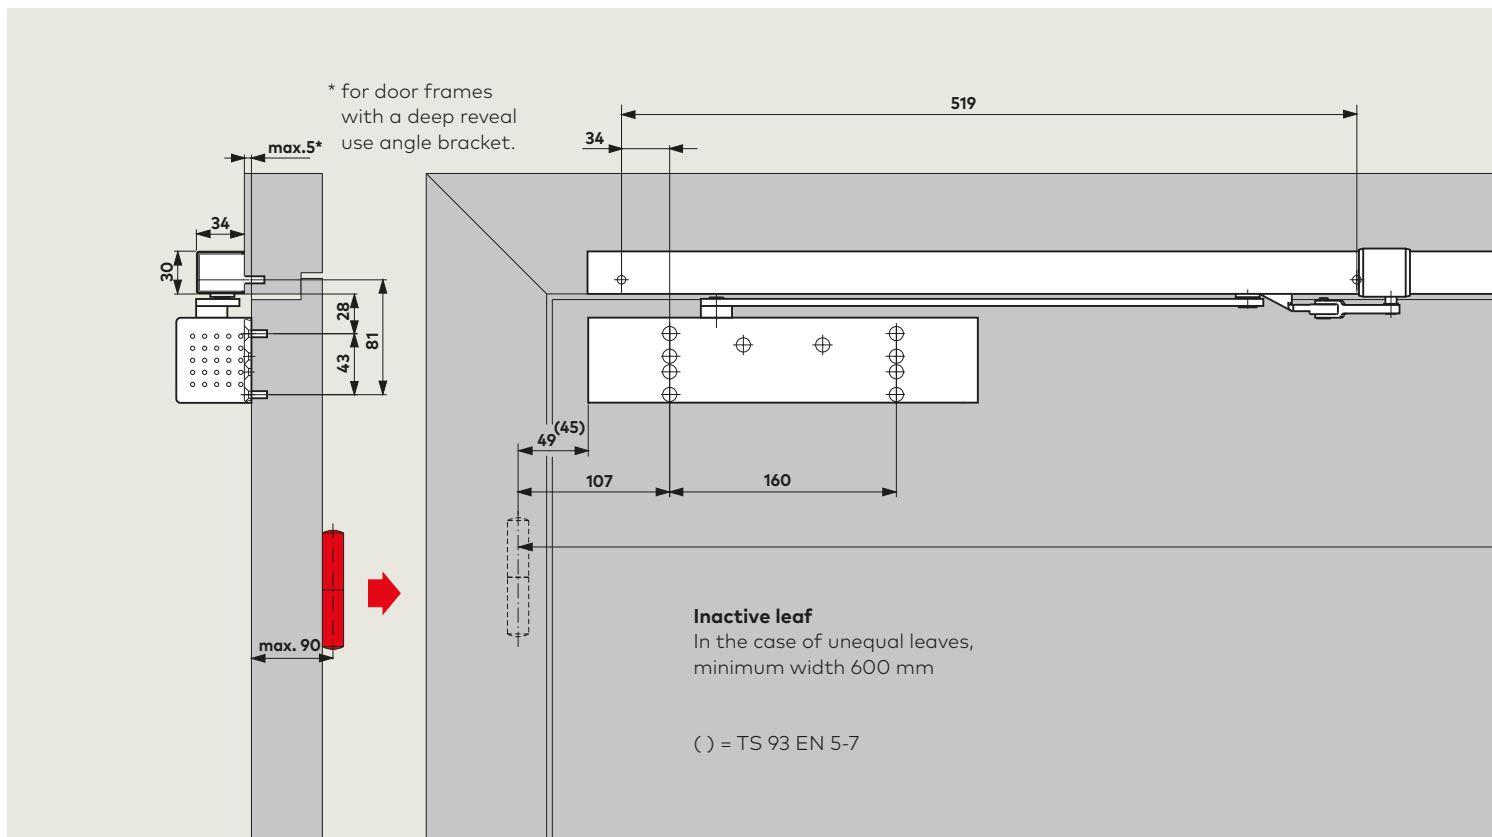 * for door frames
with a deep reveal
use angle bracket.
max.5*
519
34
34
30
28
81
43
(45)
49
107
160
max. 90
Inactive leaf
In the case of unequal leaves,
minimum width 600 mm
( ) = TS 93 EN 5-7